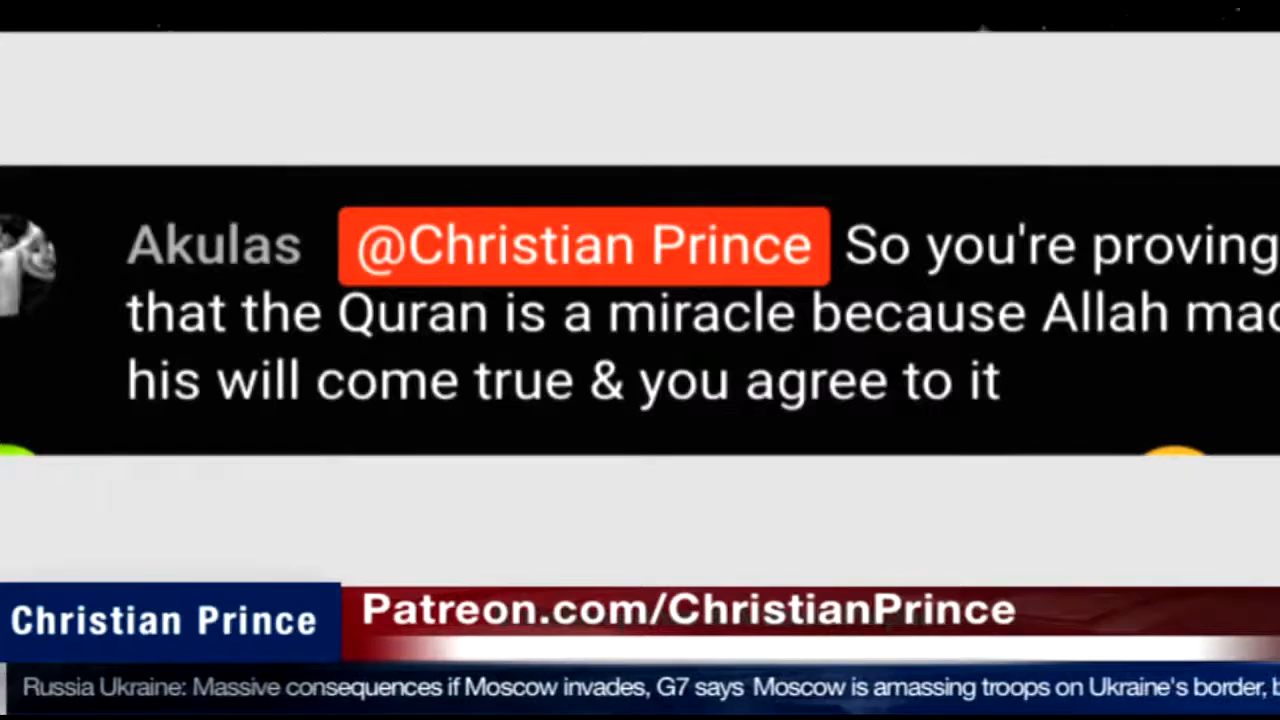 Akulas @Christian Prince So you're proving
that the Quran is a miracle because Allah
his will come true & you agree to it
Christian Prince
Patreon.com/ChristianPrince
Russia Ukraine: Massive consequences if Moscow invades, G7 says Moscow is amassing troops on Ukraine's border,